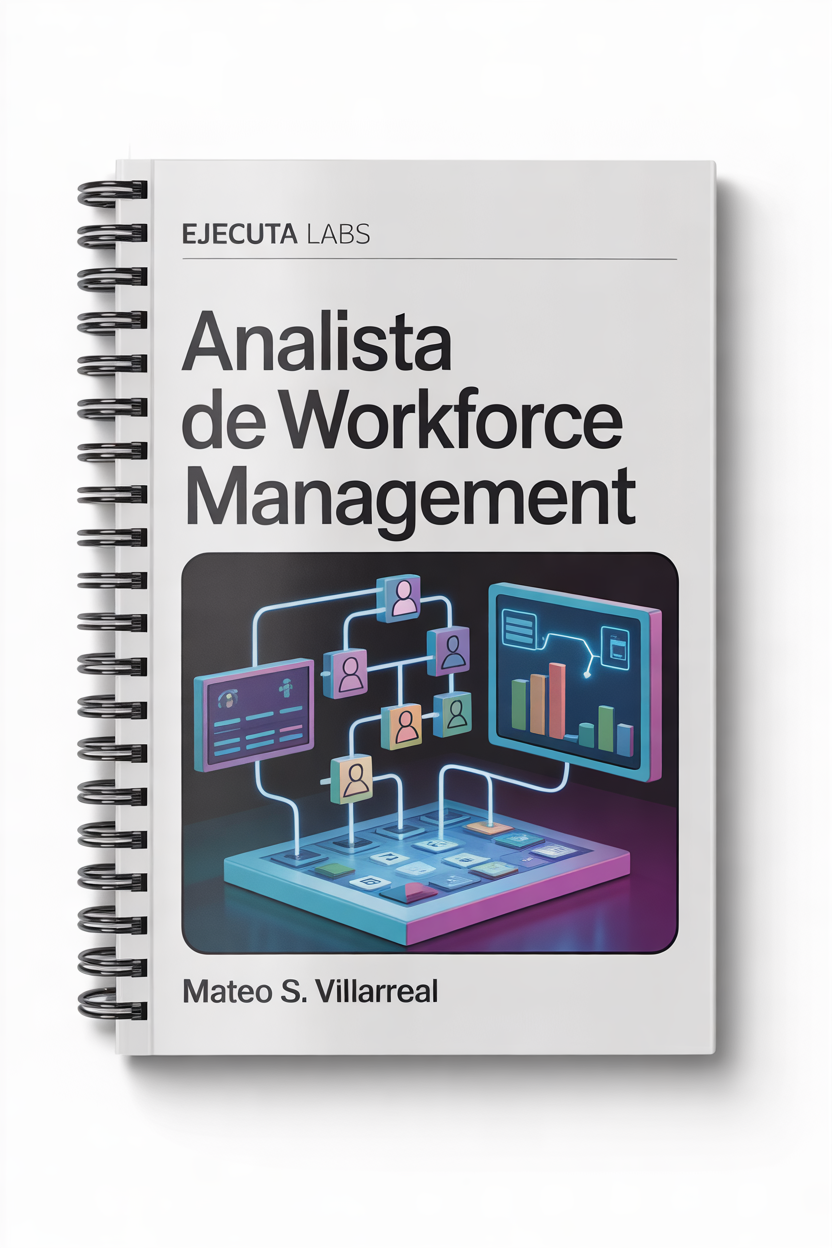 EJECUTA LABS
Analista
de Workforce
Management
Mateo S. Villarreal